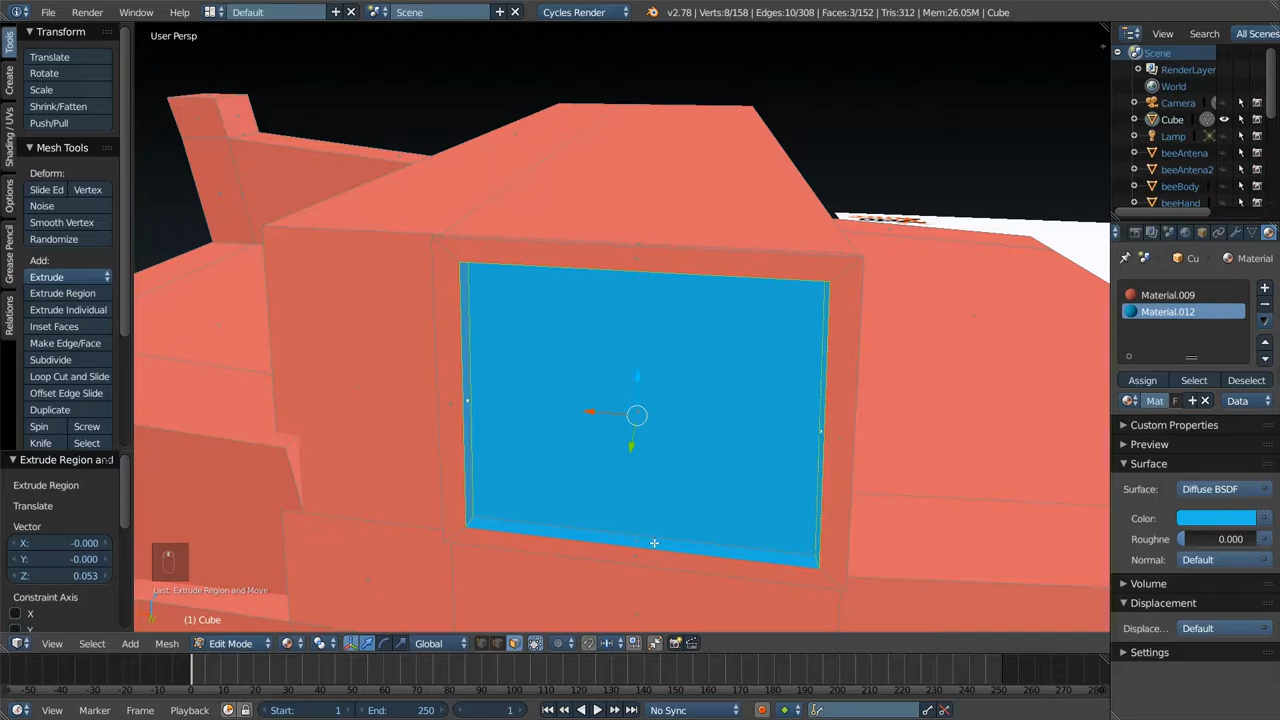 File Render Window Help Default Scene Cycles Render v2.78 | Verts:8/158 | Edges:10/308 | Faces:3/152 | Tris:312 | Mem:26.05M | Cube
Tools
Create
Shading / UVs
Options
Grease Pencil
Relations
Transform
Translate
Rotate
Scale
Shrink/Fatten
Push/Pull
Mesh Tools
Deform:
Slide Ed Vertex
Noise
Smooth Vertex
Randomize
Add:
Extrude
Extrude Region
Extrude Individual
Inset Faces
Make Edge/Face
Subdivide
Loop Cut and Slide
Offset Edge Slide
Duplicate
Spin Screw
Knife Select
Extrude Region and
Extrude Region
Translate
Vector
X: -0.000
Y: -0.000
Z: 0.053
Constraint Axis
X
User Persp
Last: Extrude Region and Move
(1) Cube
View Select Add Mesh Edit Mode Global
View Search All Scenes
Scene
RenderLayer
World
Camera
Cube
Lamp
beeAntena
beeAntena2
beeBody
beeHand
Cu Material
Material.009
Material.012
Assign Select Deselect
Mat F Data
Custom Properties
Preview
Surface
Surface: Diffuse BSDF
Color:
Roughne 0.000
Normal: Default
Volume
Displacement
Displace... Default
Settings
-50 -40 -30 -20 -10 0 10 20 30 40 50 60 70 80 90 100 110 120 130 140 150 160 170 180 190 200 210 220 230 240 250 260 270 280
View Marker Frame Playback Start: 1 End: 250 1 No Sync